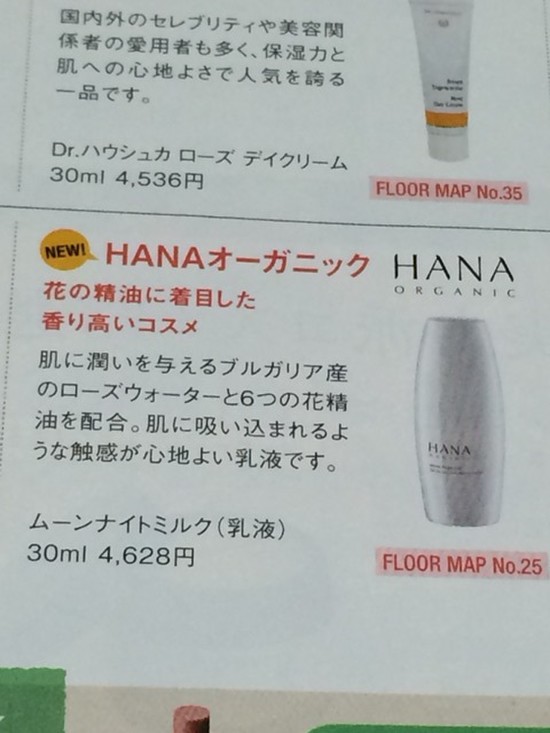 国内外のセレブリティや美容関
係者の愛用者も多く、保湿力と
肌への心地よさで人気を誇る
一品です。
Dr.ハウシュカ ローズ デイクリーム
30ml 4,536円
FLOOR MAP No.35
NEW! HANAオーガニック
HANA
ORGANIC
花の精油に着目した
香り高いコスメ
肌に潤いを与えるブルガリア産
のローズウォーターと6つの花精
油を配合。肌に吸い込まれるよ
うな触感が心地よい乳液です。
HANA
ムーンナイトミルク(乳液)
30ml 4,628円
FLOOR MAP No.25